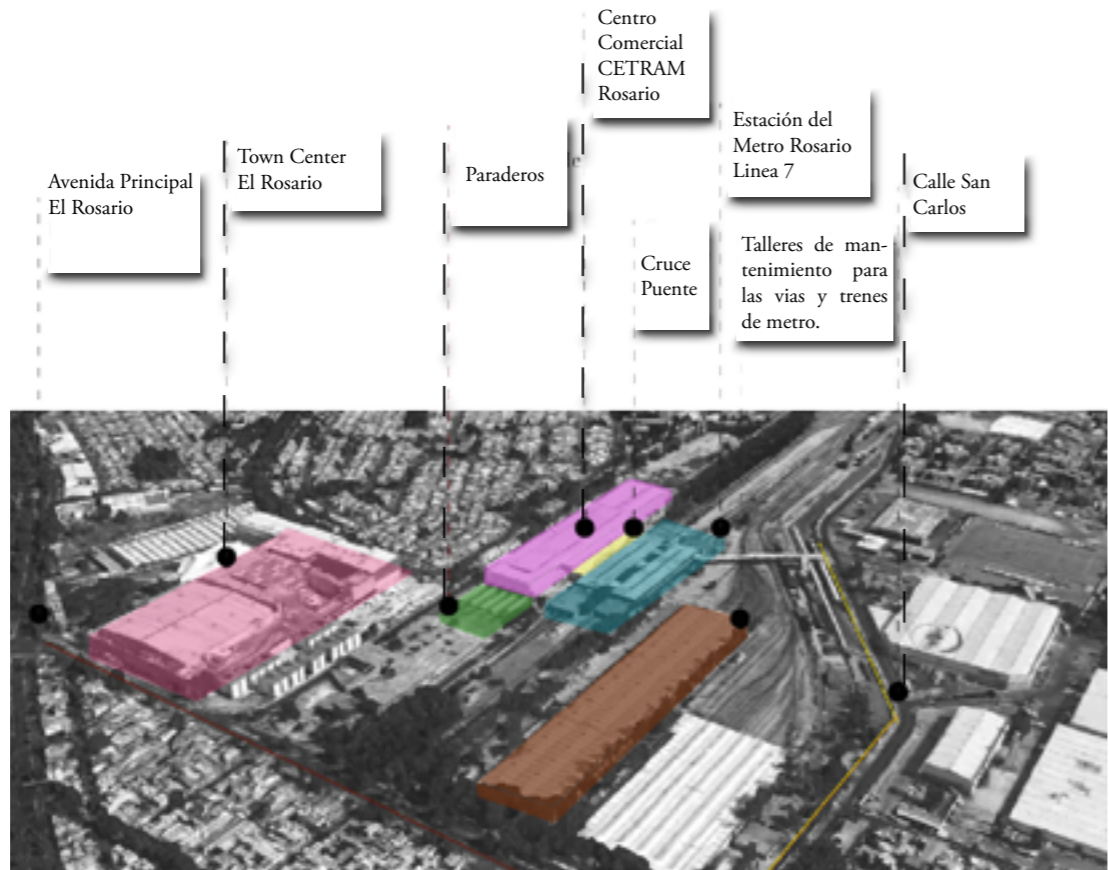 Centro
Comercial
CETRAM
Rosario
Estación del
Metro Rosario
Linea 7
Town Center
El Rosario
Paraderos
Avenida Principal
El Rosario
Calle San
Carlos
Cruce
Puente
Talleres de man-
tenimiento para
las vias y trenes
de metro.